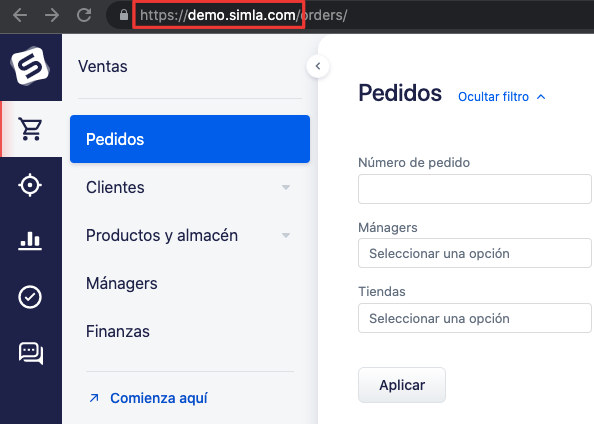 https://demo.simla.com/orders/
Ventas
Pedidos
Clientes
Productos y almacén
Mánagers
Finanzas
Comienza aquí
Pedidos Ocultar filtro
Número de pedido
Mánagers
Seleccionar una opción
Tiendas
Seleccionar una opción
Aplicar